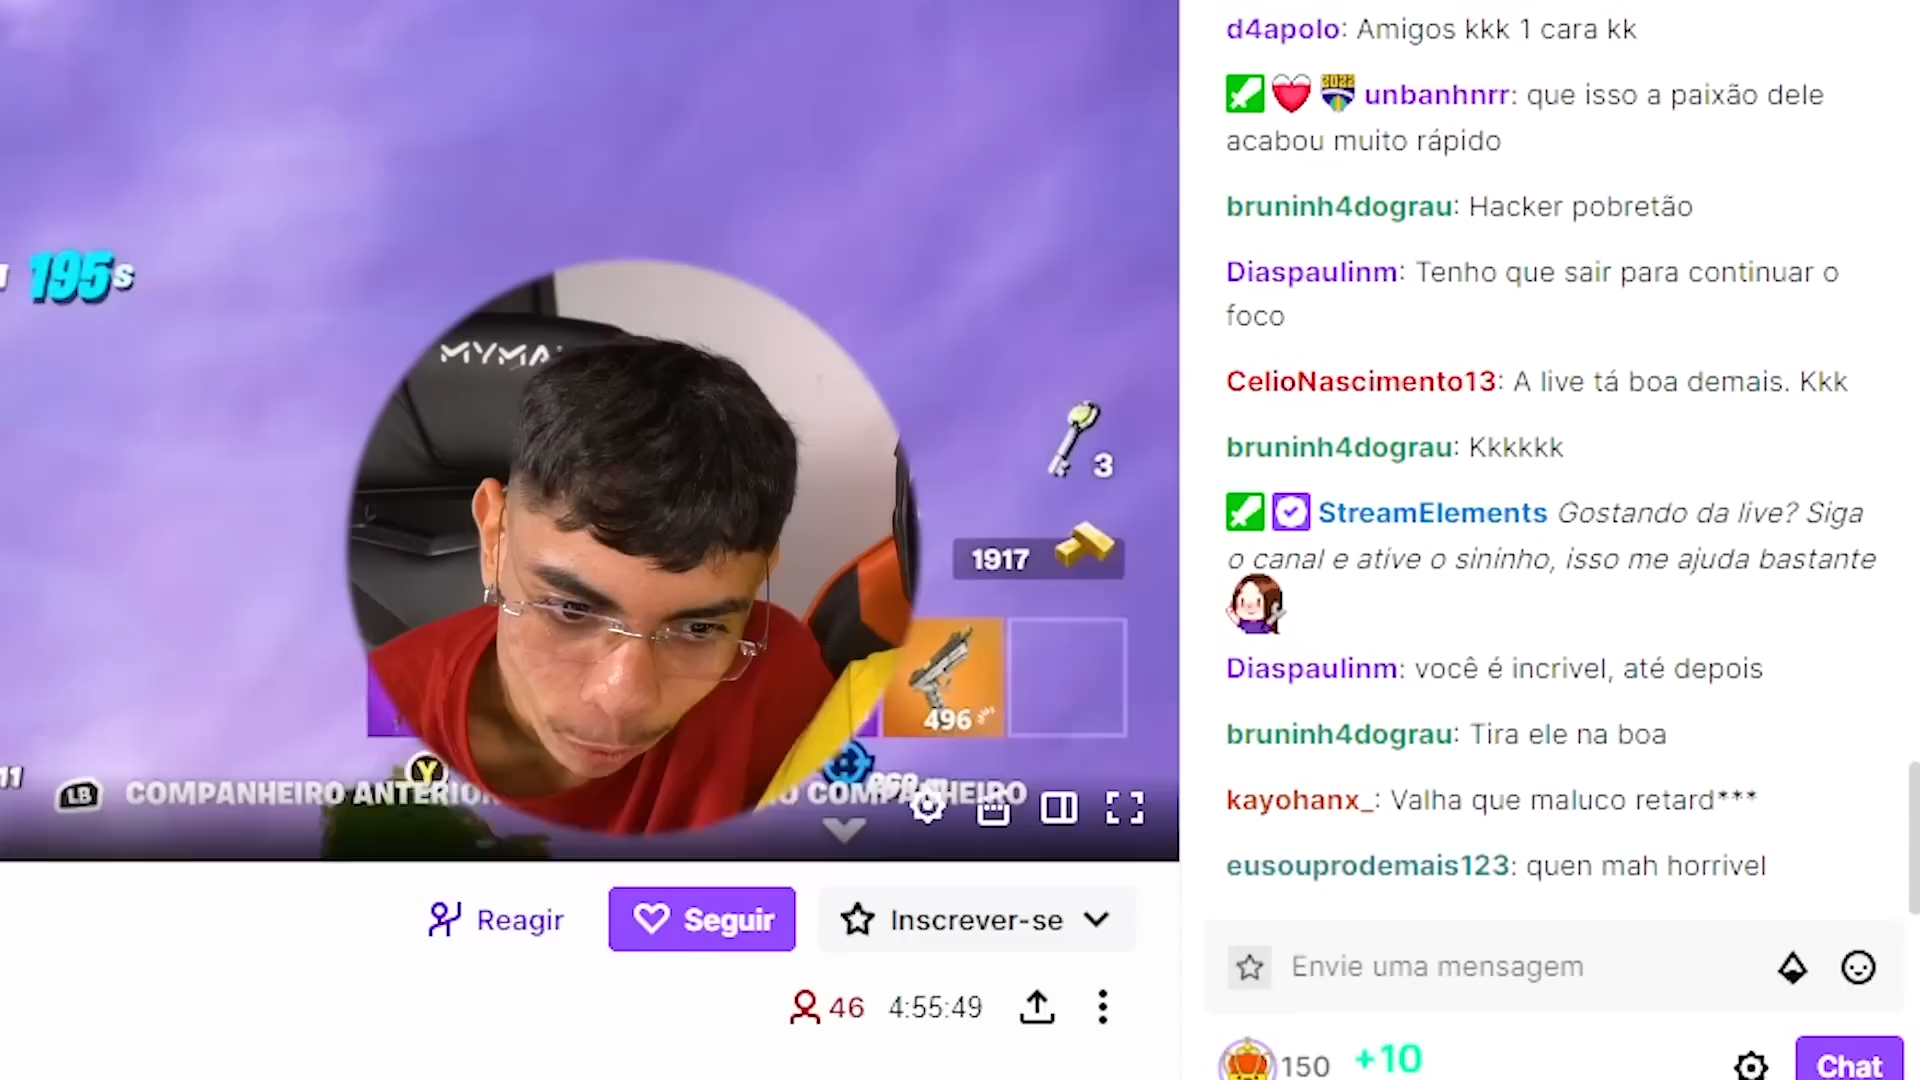 195s
MYMA
3
1917
496
11
LB COMPANHEIRO ANTERIOR
Y
COMPANHEIRO
Reagir
Seguir
Inscrever-se
46 4:55:49
d4apolo: Amigos kkk 1 cara kk
2022 unbanhnrr: que isso a paixão dele
acabou muito rápido
bruninh4dograu: Hacker pobretão
Diaspaulinm: Tenho que sair para continuar o
foco
CelioNascimento13: A live tá boa demais. Kkk
bruninh4dograu: Kkkkkk
StreamElements Gostando da live? Siga
o canal e ative o sininho, isso me ajuda bastante
Diaspaulinm: você é incrivel, até depois
bruninh4dograu: Tira ele na boa
kayohanx_: Valha que maluco retard***
eusouprodemais123: quen mah horrivel
Envie uma mensagem
150 +10
Chat